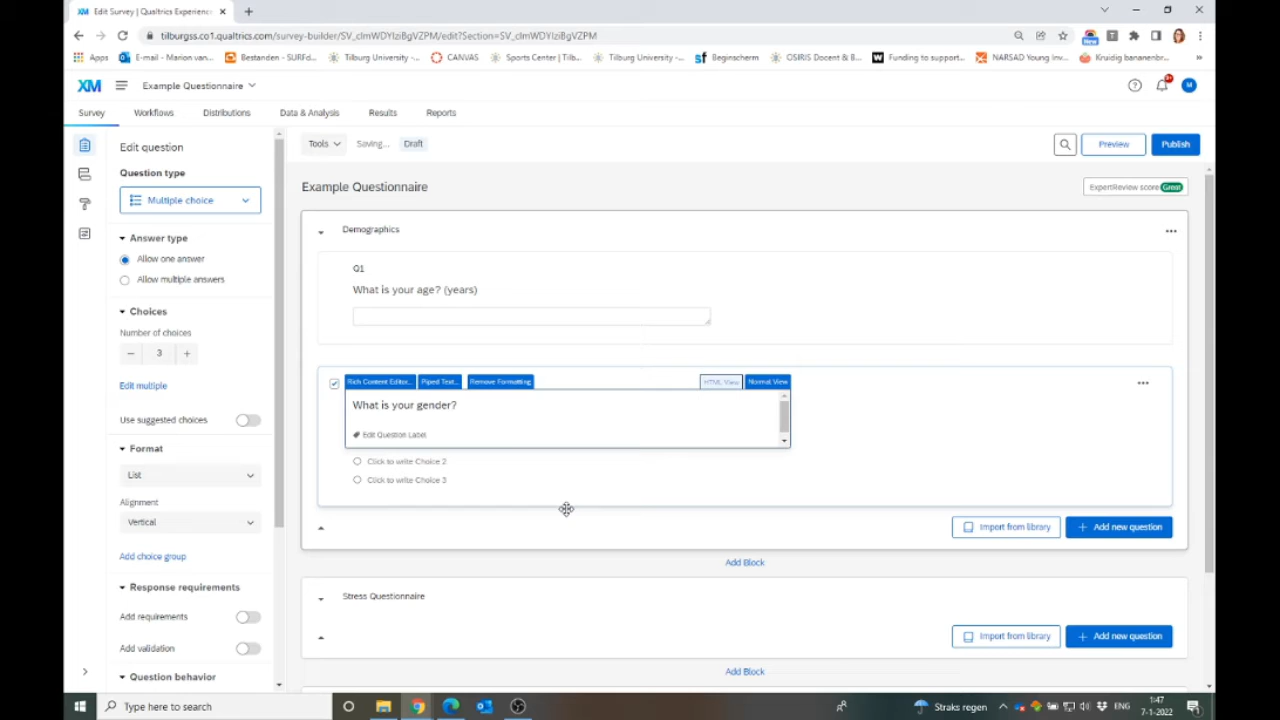 XM Edit Survey | Qualtrics Experienc
tilburgss.co1.qualtrics.com/survey-builder/SV_clmWDYlziBgVZPM/edit?Section=SV_clmWDYlziBgVZPM
Apps E-mail - Marion van... Bestanden - SURFd... Tilburg University -... CANVAS Sports Center | Tilb... Tilburg University -... Beginscherm OSIRIS Docent & B... Funding to support... NARSAD Young Inv... Kruidig bananenbr... »
XM Example Questionnaire
Survey Workflows Distributions Data & Analysis Results Reports
Edit question
Question type
Multiple choice
Answer type
Allow one answer
Allow multiple answers
Choices
Number of choices
3
Edit multiple
Use suggested choices
Format
List
Alignment
Vertical
Add choice group
Response requirements
Add requirements
Add validation
Question behavior
Tools Saving... Draft Preview Publish
Example Questionnaire ExpertReview score Great
Demographics
Q1
What is your age? (years)
Rich Content Editor... Piped Text... Remove Formatting HTML View Normal View
What is your gender?
Edit Question Label
Click to write Choice 2
Click to write Choice 3
Import from library + Add new question
Add Block
Stress Questionnaire
Import from library + Add new question
Add Block
Type here to search
Straks regen
1:47
7-1-2022